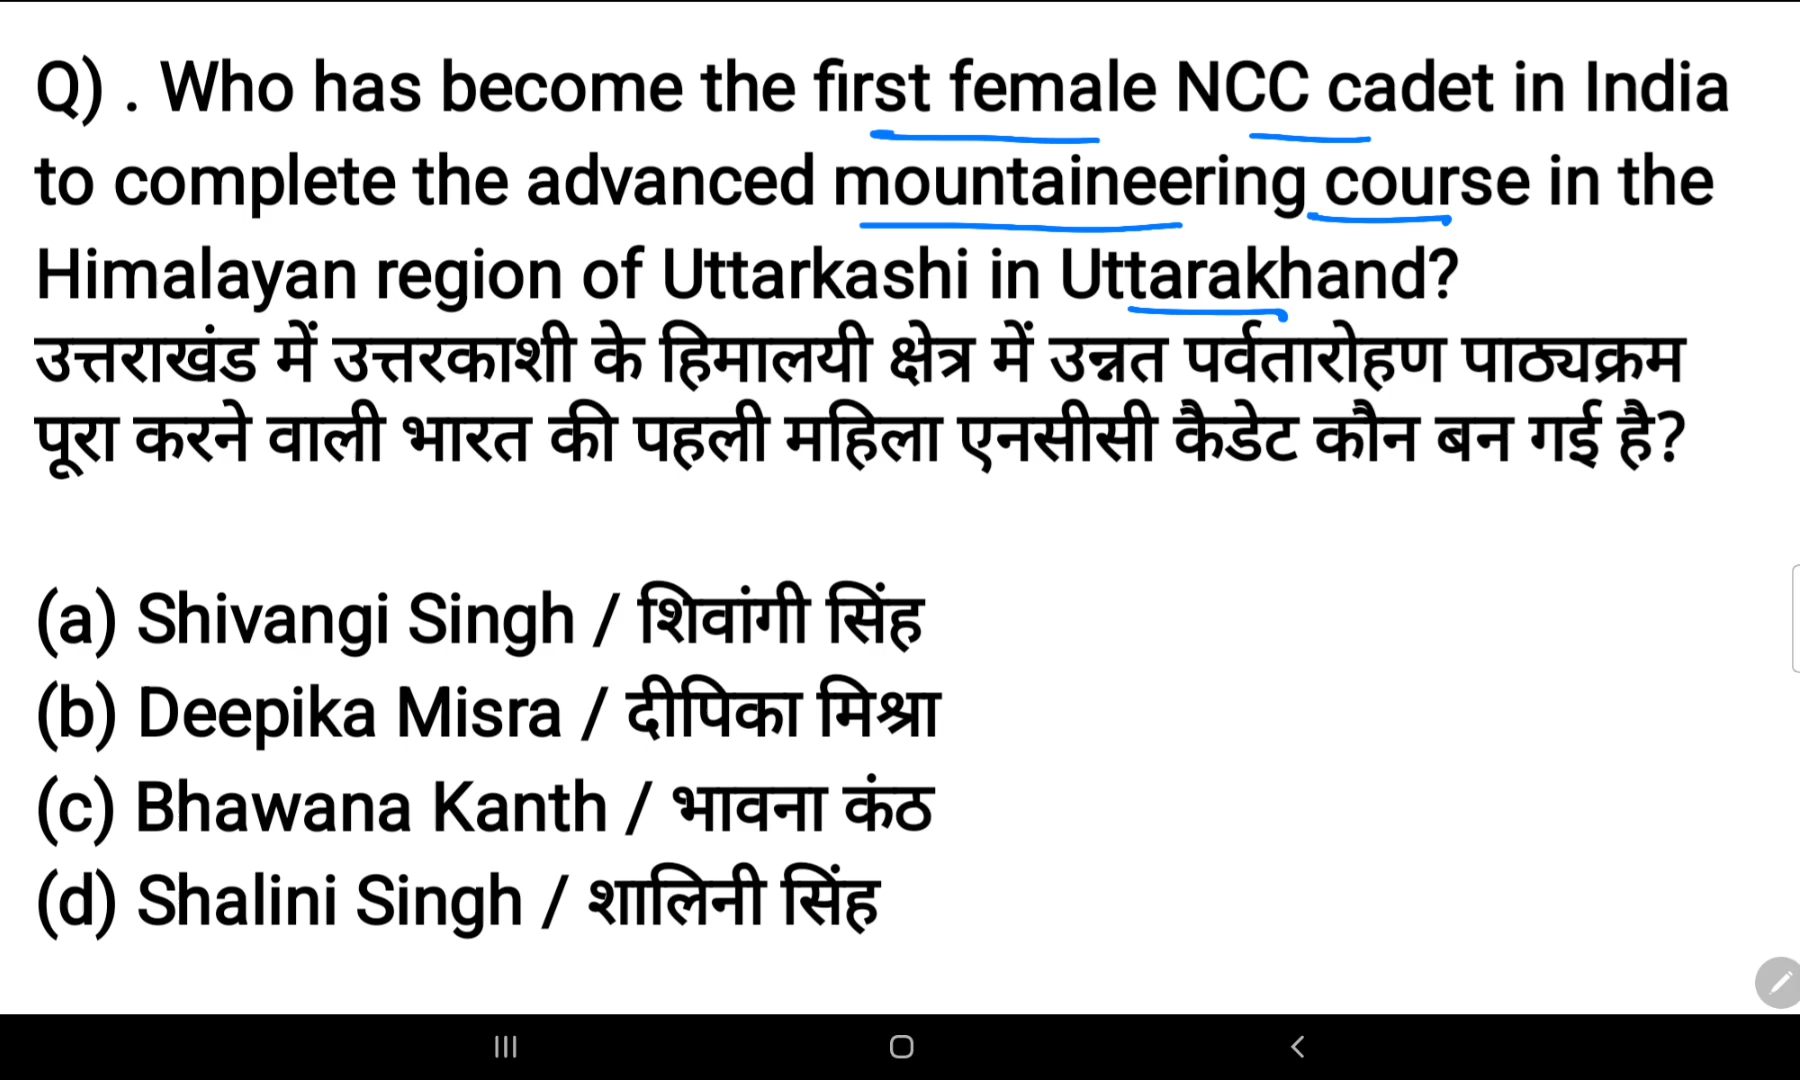 Q) . Who has become the first female NCC cadet in India
to complete the advanced mountaineering course in the
Himalayan region of Uttarkashi in Uttarakhand?
उत्तराखंड में उत्तरकाशी के हिमालयी क्षेत्र में उन्नत पर्वतारोहण पाठ्यक्रम
पूरा करने वाली भारत की पहली महिला एनसीसी कैडेट कौन बन गई है?
(a) Shivangi Singh / शिवांगी सिंह
(b) Deepika Misra / दीपिका मिश्रा
(c) Bhawana Kanth / भावना कंठ
(d) Shalini Singh / शालिनी सिंह